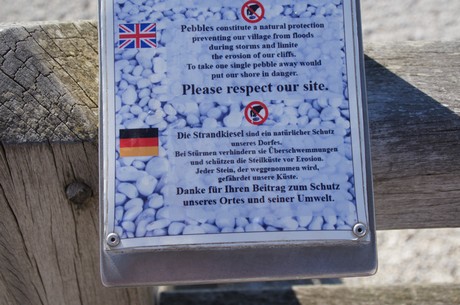 Pebbles constitute a natural protection
preventing our village from floods
during storms and limite
the erosion of our cliffs.
To take one single pebble away would
put our shore in danger.
Please respect our site.
Die Strandkiesel sind ein natürlicher Schutz
unseres Dorfes.
Bei Stürmen verhindern sie Überschwemmungen
und schützen die Steilküste vor Erosion.
Jeder Stein, der weggenommen wird,
gefährdet unsere Küste.
Danke für Ihren Beitrag zum Schutz
unseres Ortes und seiner Umwelt.